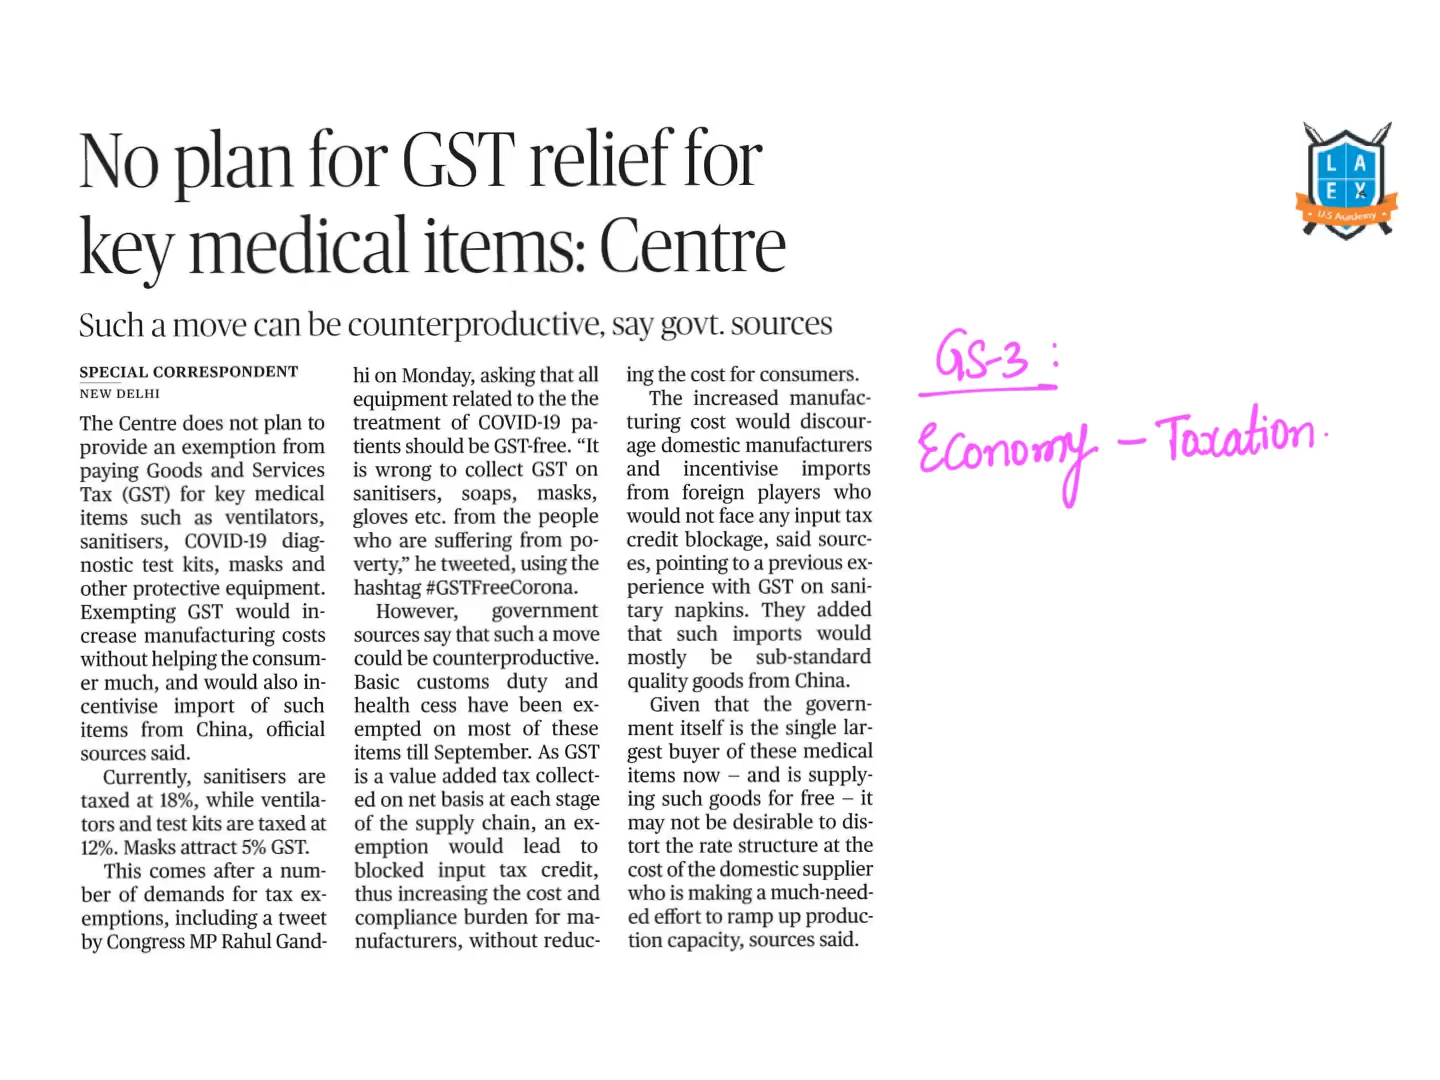 No plan for GST relief for
key medical items: Centre
Such a move can be counterproductive, say govt. sources
SPECIAL CORRESPONDENT
NEW DELHI
The Centre does not plan to
provide an exemption from
paying Goods and Services
Tax (GST) for key medical
items such as ventilators,
sanitisers, COVID-19 diag-
nostic test kits, masks and
other protective equipment.
Exempting GST would in-
crease manufacturing costs
without helping the consum-
er much, and would also in-
centivise import of such
items from China, official
sources said.
Currently, sanitisers are
taxed at 18%, while ventila-
tors and test kits are taxed at
12%. Masks attract 5% GST.
This comes after a num-
ber of demands for tax ex-
emptions, including a tweet
by Congress MP Rahul Gand-
hi on Monday, asking that all
equipment related to the the
treatment of COVID-19 pa-
tients should be GST-free. “It
is wrong to collect GST on
sanitisers, soaps, masks,
gloves etc. from the people
who are suffering from po-
verty,” he tweeted, using the
hashtag #GSTFreeCorona.
However, government
sources say that such a move
could be counterproductive.
Basic customs duty and
health cess have been ex-
empted on most of these
items till September. As GST
is a value added tax collect-
ed on net basis at each stage
of the supply chain, an ex-
emption would lead to
blocked input tax credit,
thus increasing the cost and
compliance burden for ma-
nufacturers, without reduc-
ing the cost for consumers.
The increased manufac-
turing cost would discour-
age domestic manufacturers
and incentivise imports
from foreign players who
would not face any input tax
credit blockage, said sourc-
es, pointing to a previous ex-
perience with GST on sani-
tary napkins. They added
that such imports would
mostly be sub-standard
quality goods from China.
Given that the govern-
ment itself is the single lar-
gest buyer of these medical
items now – and is supply-
ing such goods for free – it
may not be desirable to dis-
tort the rate structure at the
cost of the domestic supplier
who is making a much-need-
ed effort to ramp up produc-
tion capacity, sources said.
GS-3 :
Economy – Taxation.
L A
E X
U.S Academy